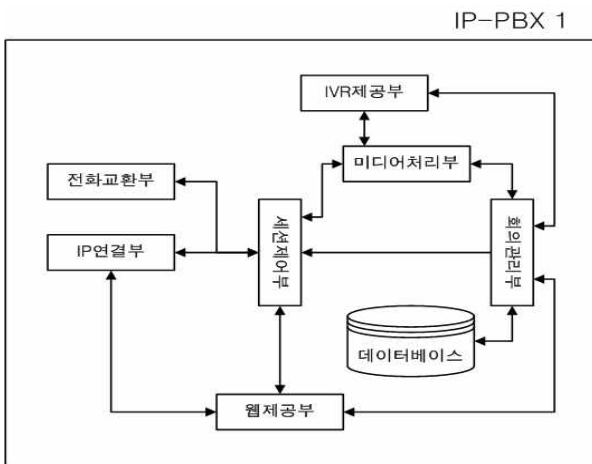 IP-PBX 1
IVR제공부
미디어처리부
전화교환부
세션제어부
회의관리부
IP연결부
데이터베이스
웹제공부